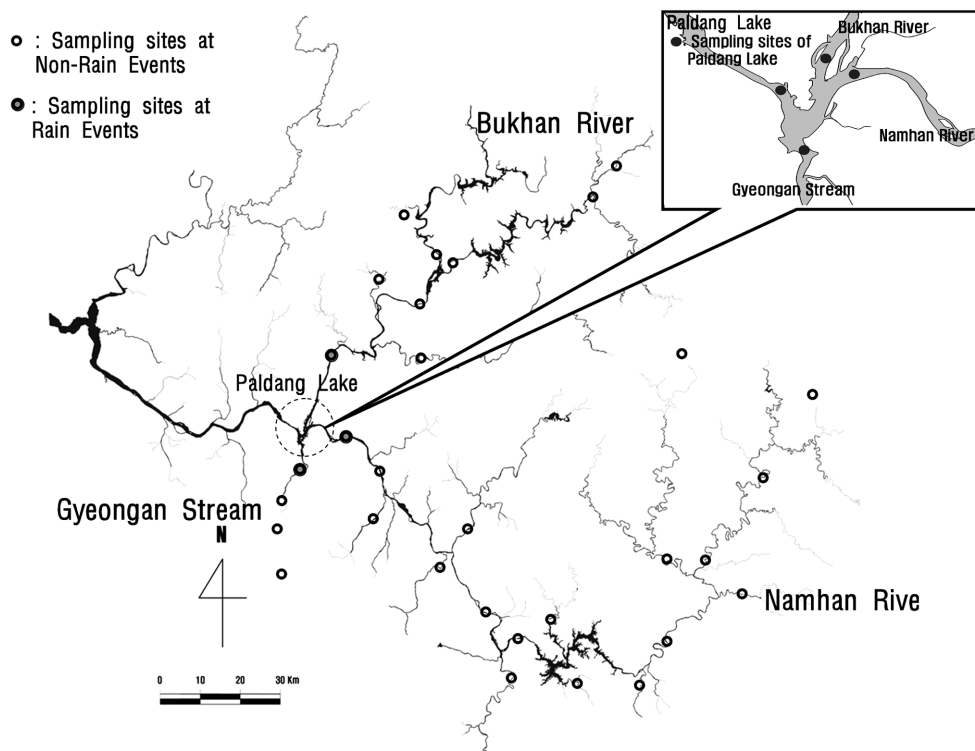 : Sampling sites at
Non-Rain Events
: Sampling sites at
Rain Events
Paldang Lake
: Sampling sites of
Paldang Lake
Bukhan River
Namhan River
Gyeongan Stream
Bukhan River
Paldang Lake
Gyeongan Stream
N
Namhan Rive
0 10 20 30 Km